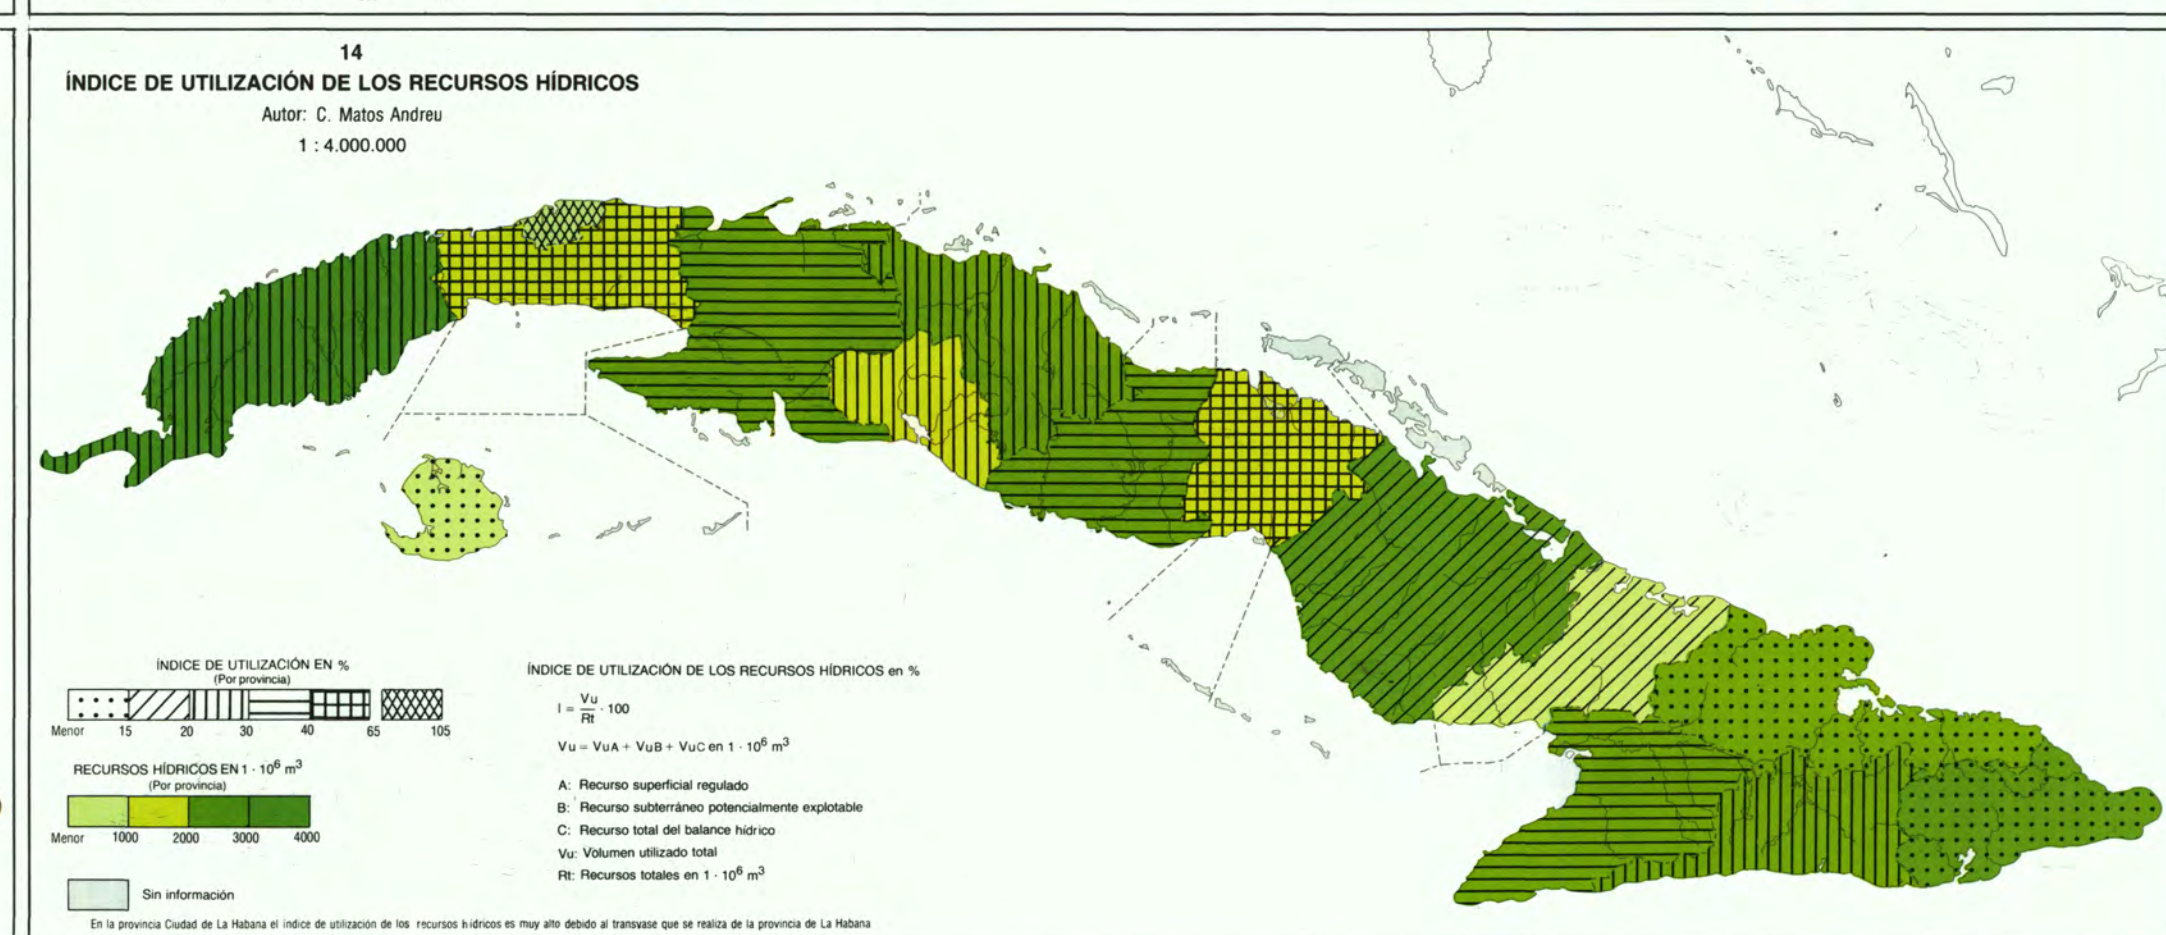 14
ÍNDICE DE UTILIZACIÓN DE LOS RECURSOS HÍDRICOS
Autor: C. Matos Andreu
1 : 4.000.000
ÍNDICE DE UTILIZACIÓN EN %
(Por provincia)
Menor 15 20 30 40 65 105
RECURSOS HÍDRICOS EN 1 · 10⁶ m³
(Por provincia)
Menor 1000 2000 3000 4000
Sin información
ÍNDICE DE UTILIZACIÓN DE LOS RECURSOS HÍDRICOS en %
I = Vu/Rt · 100
Vu = VuA + VuB + VuC en 1 · 10⁶ m³
A: Recurso superficial regulado
B: Recurso subterráneo potencialmente explotable
C: Recurso total del balance hídrico
Vu: Volumen utilizado total
Rt: Recursos totales en 1 · 10⁶ m³
En la provincia Ciudad de La Habana el indice de utilización de los recursos hidricos es muy alto debido al transvase que se realiza de la provincia de La Habana